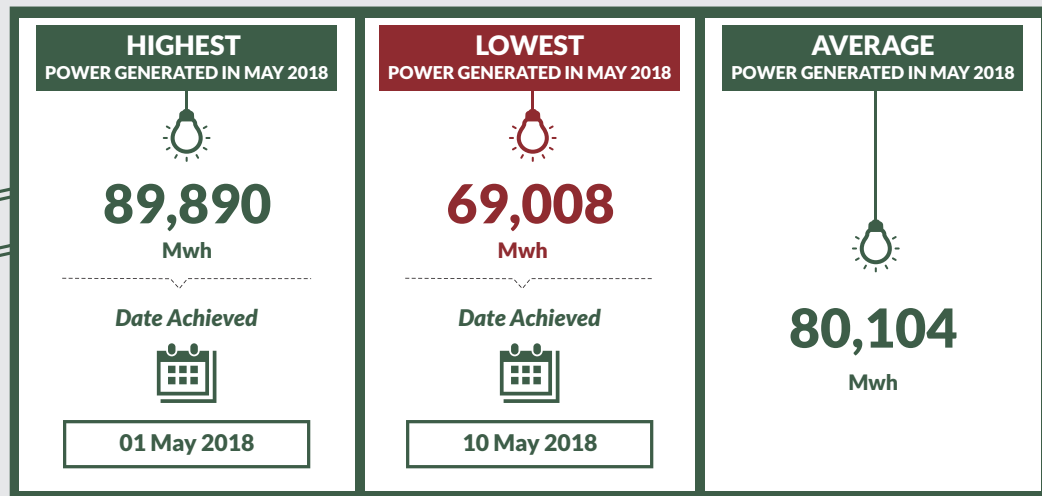 HIGHEST
POWER GENERATED IN MAY 2018
89,890
Mwh
Date Achieved
01 May 2018
LOWEST
POWER GENERATED IN MAY 2018
69,008
Mwh
Date Achieved
10 May 2018
AVERAGE
POWER GENERATED IN MAY 2018
80,104
Mwh